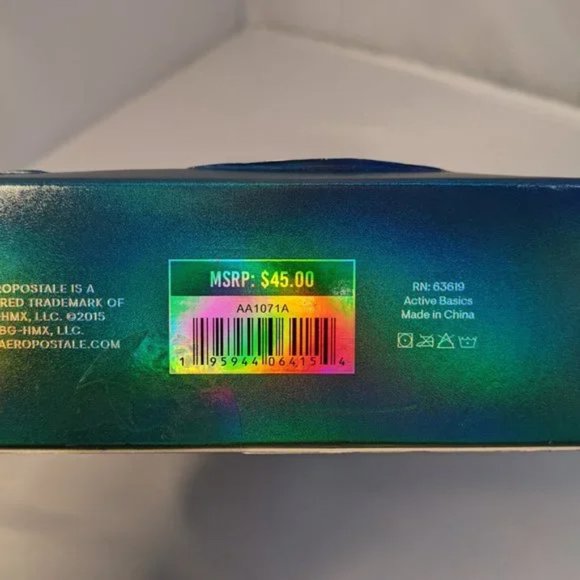 ROPOSTALE IS A
RED TRADEMARK OF
-HMX, LLC. ©2015
BG-HMX, LLC.
AEROPOSTALE.COM
MSRP: $45.00
AA1071A
1 95944 06415 4
RN: 63619
Active Basics
Made in China